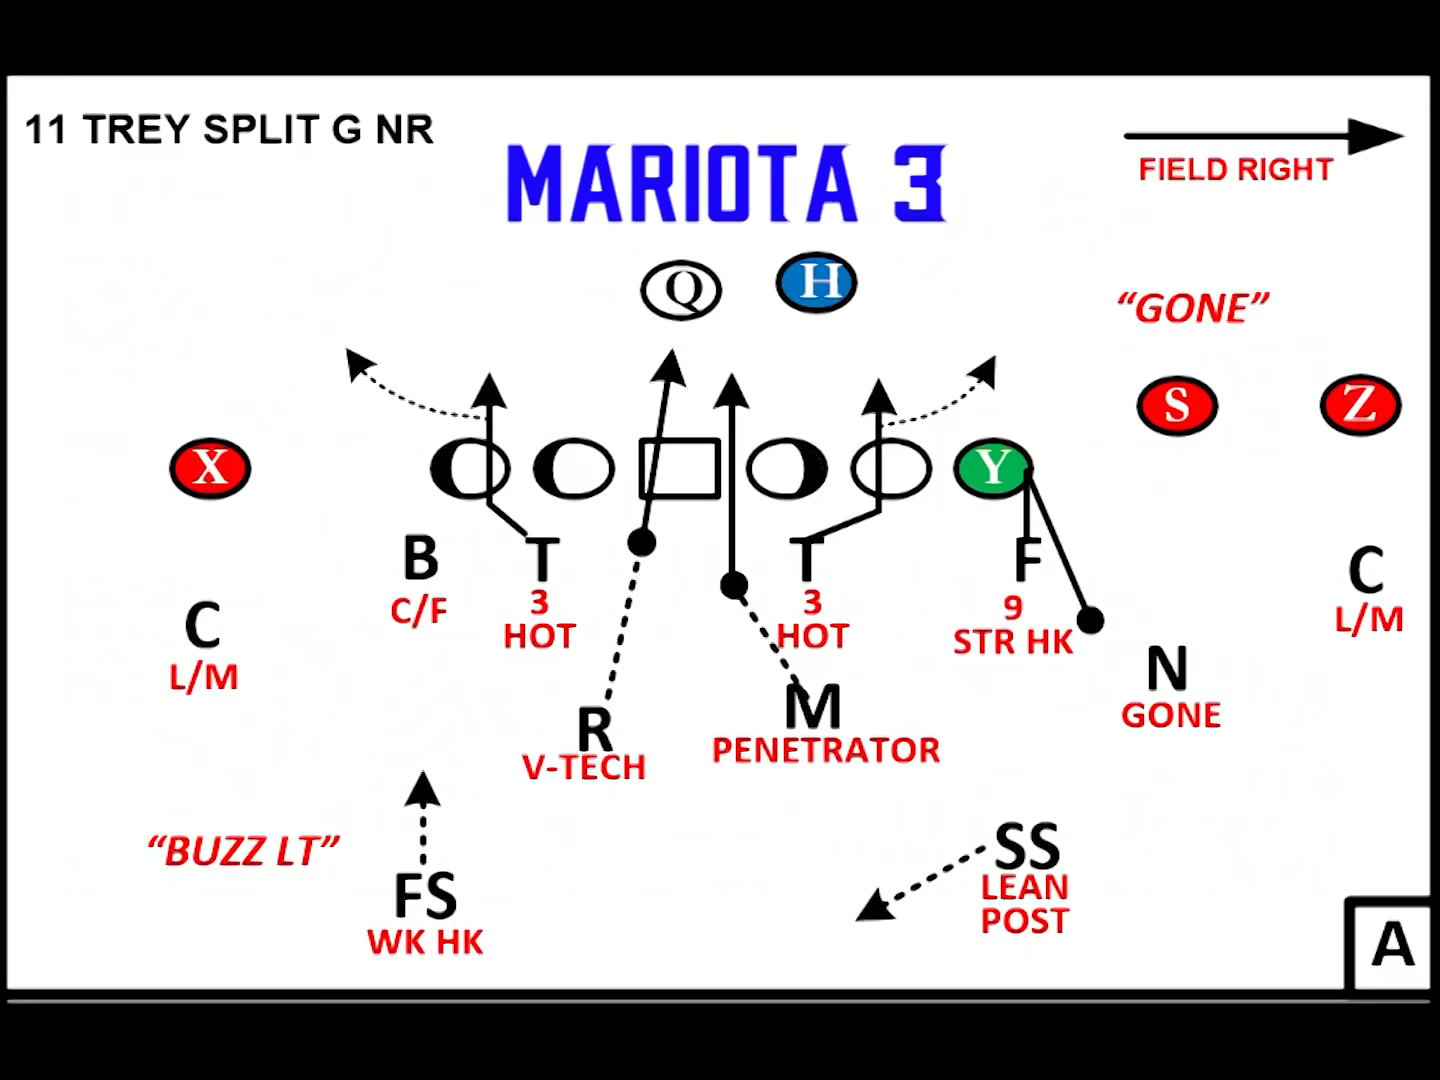 11 TREY SPLIT G NR
MARIOTA 3
FIELD RIGHT
Q
H
"GONE"
S
Z
X
Y
B
C/F
T
3
HOT
T
3
HOT
F
9
STR HK
C
L/M
C
L/M
N
GONE
R
V-TECH
M
PENETRATOR
"BUZZ LT"
FS
WK HK
SS
LEAN
POST
A